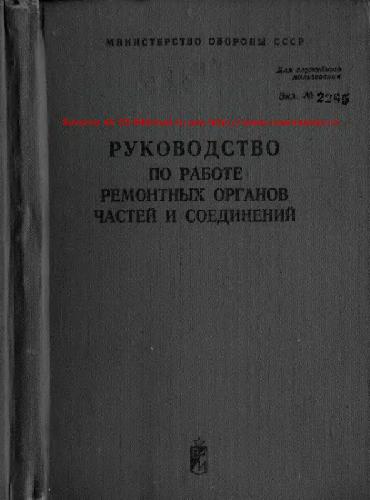 МИНИСТЕРСТВО ОБОРОНЫ СССР
Для служебного
пользования
Экз. № 2265
РУКОВОДСТВО
ПО РАБОТЕ
РЕМОНТНЫХ ОРГАНОВ
ЧАСТЕЙ И СОЕДИНЕНИЙ